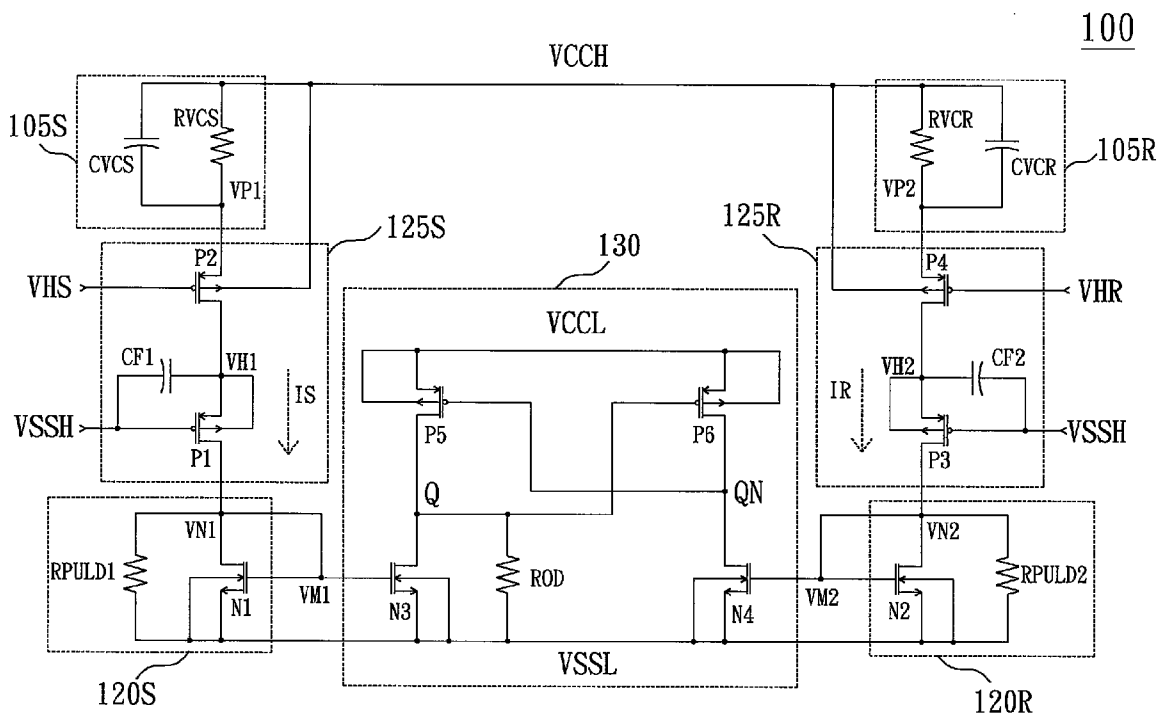 100
VCCH
105S
CVCS
RVCS
VP1
RVCR
VP2
CVCR
105R
125S
125R
130
P2
P4
VHS
VHR
VCCL
CF1
VH1
IS
P5
P6
IR
VH2
CF2
VSSH
VSSH
P1
P3
Q
QN
VN1
VN2
RPULD1
N1
VM1
N3
ROD
N4
VM2
N2
RPULD2
VSSL
120S
120R